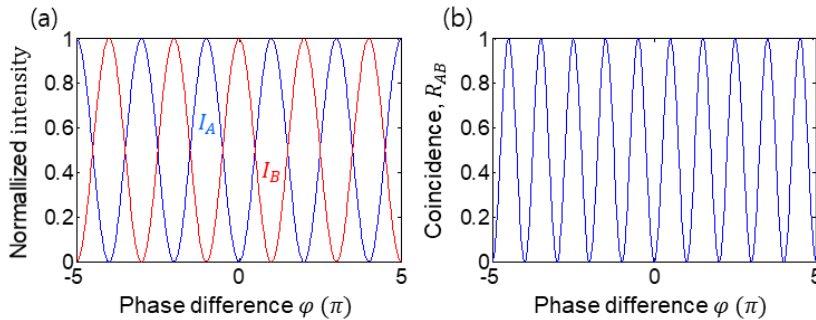 (a)
Normallized intensity
1
0.8
0.6
0.4
0.2
0
I_A
I_B
-5
0
5
Phase difference φ (π)
(b)
Coincidence, R_AB
1
0.8
0.6
0.4
0.2
0
-5
0
5
Phase difference φ (π)